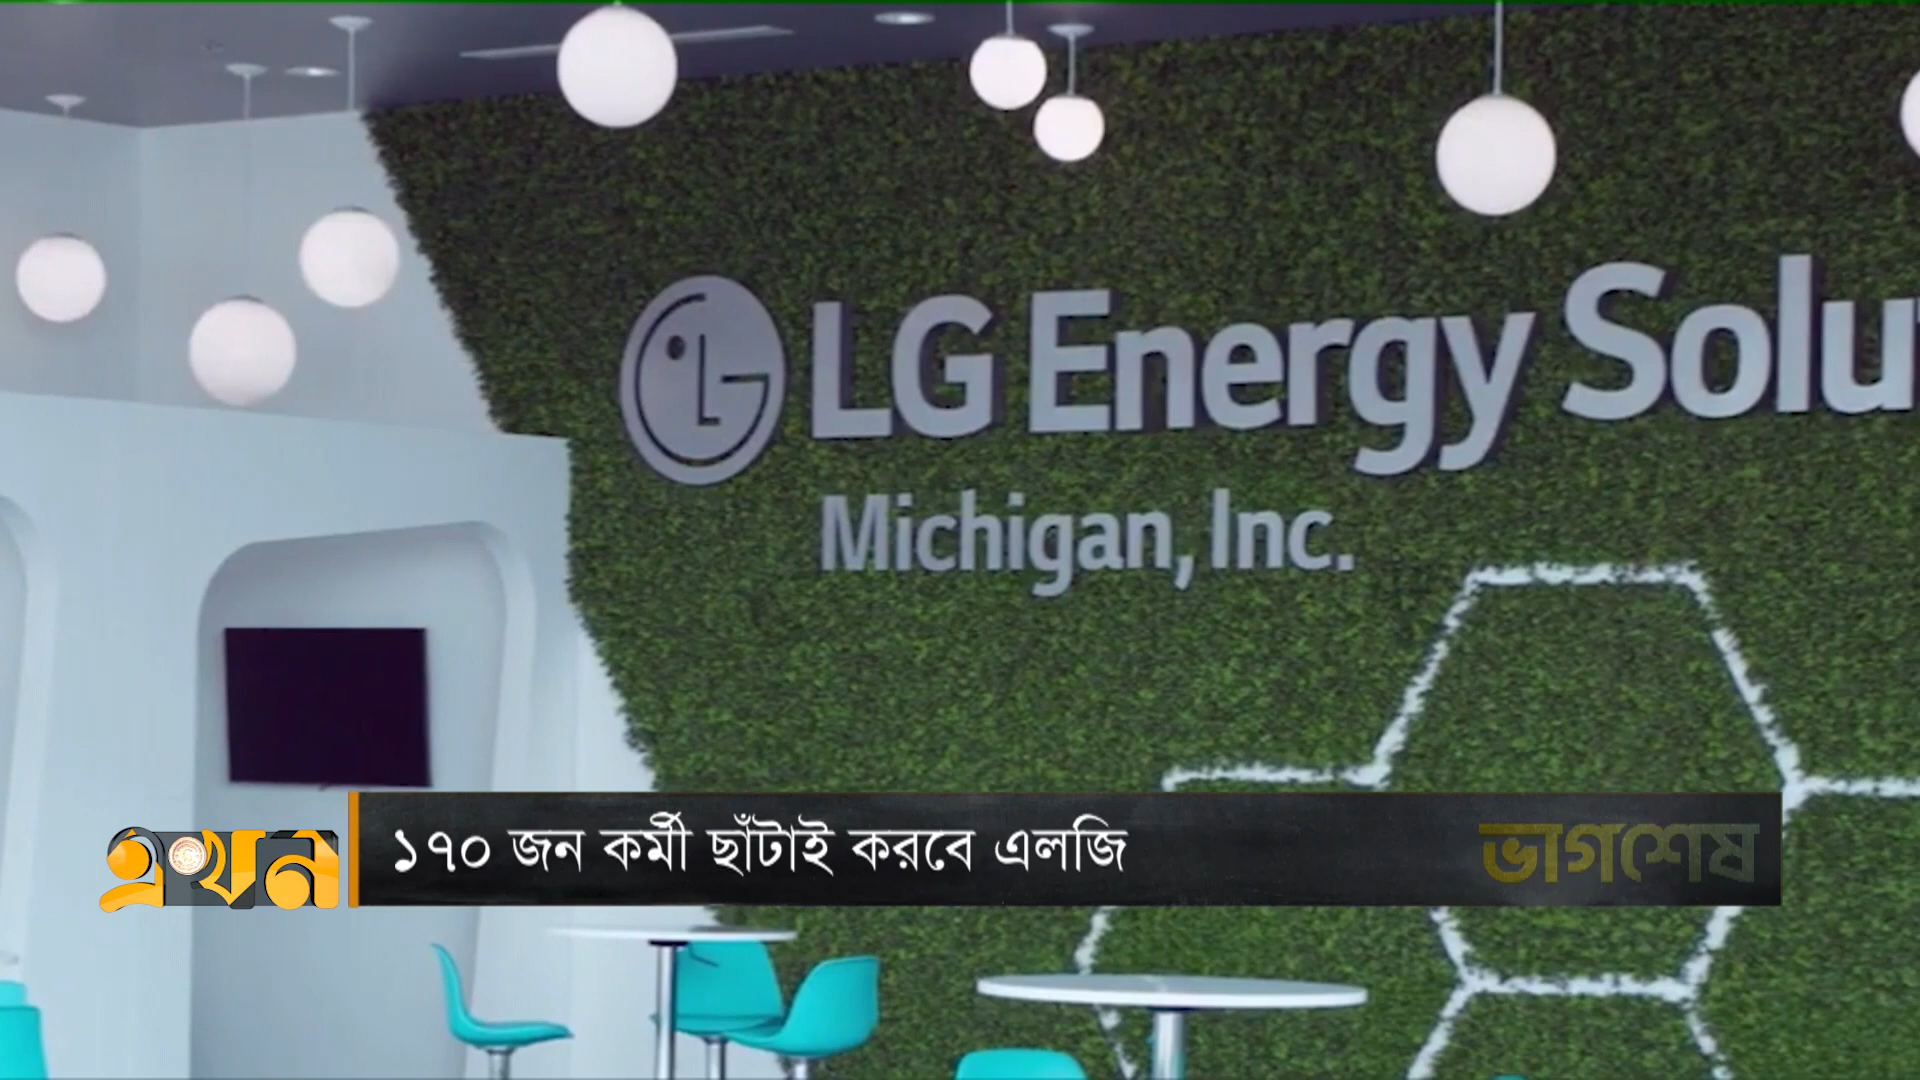 LG Energy Solu
Michigan, Inc.
১৭০ জন কর্মী ছাঁটাই করবে এলজি
ভাগশেষ
এখন